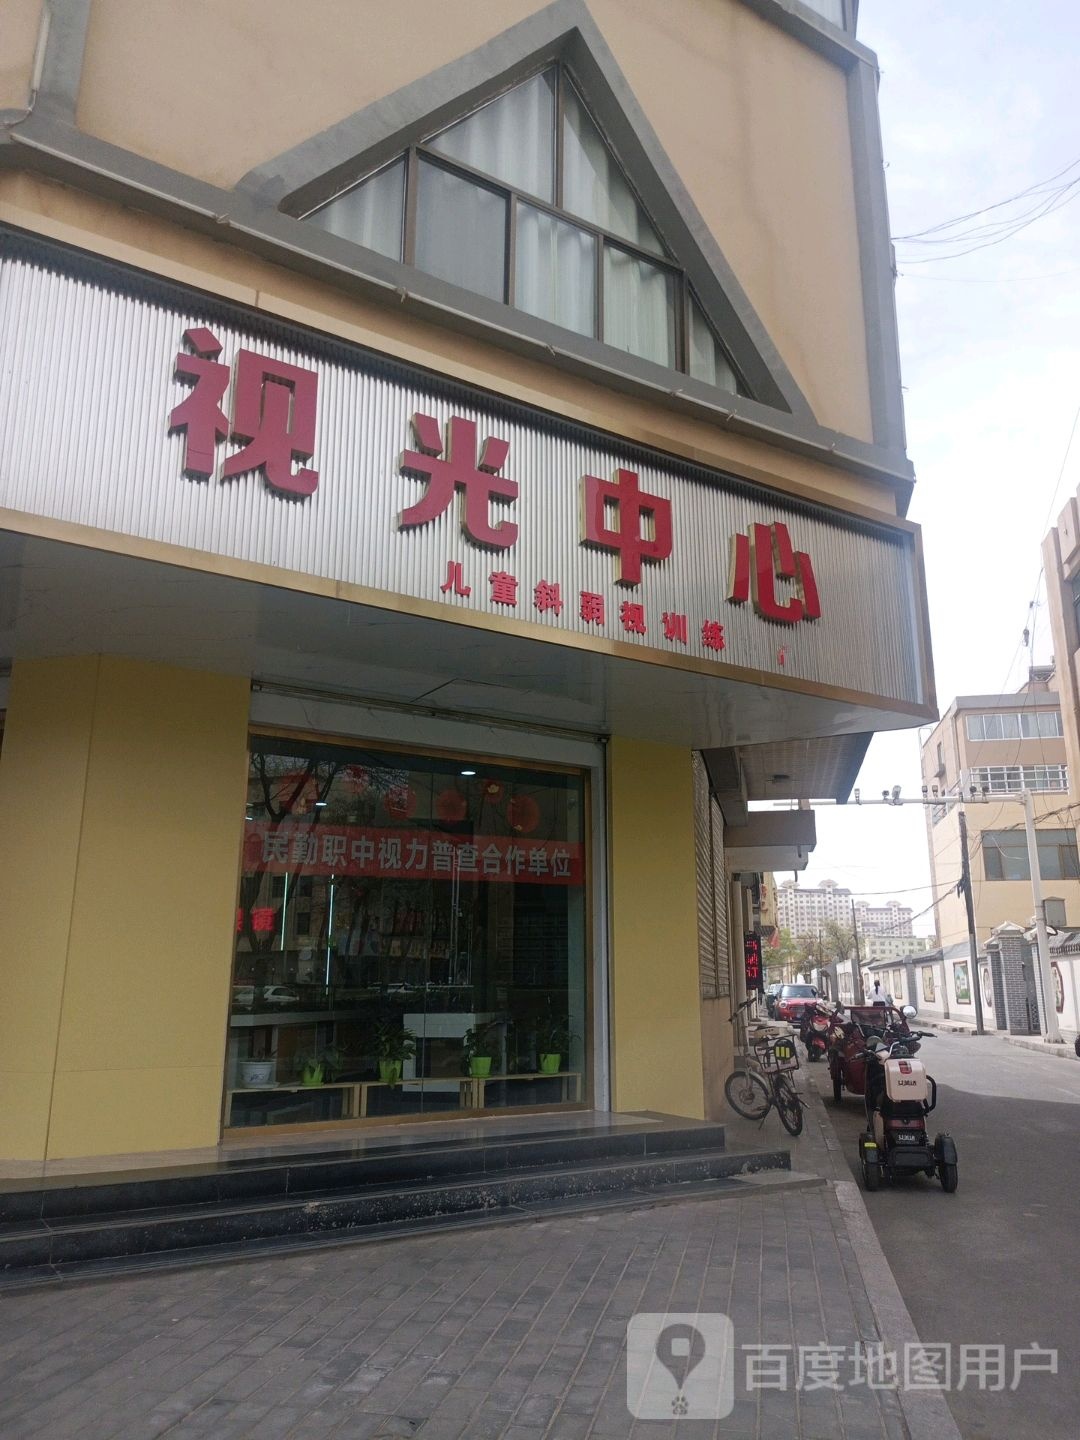 视光中心
儿童斜弱视训练
民勤职中视力普查合作单位
百度地图用户